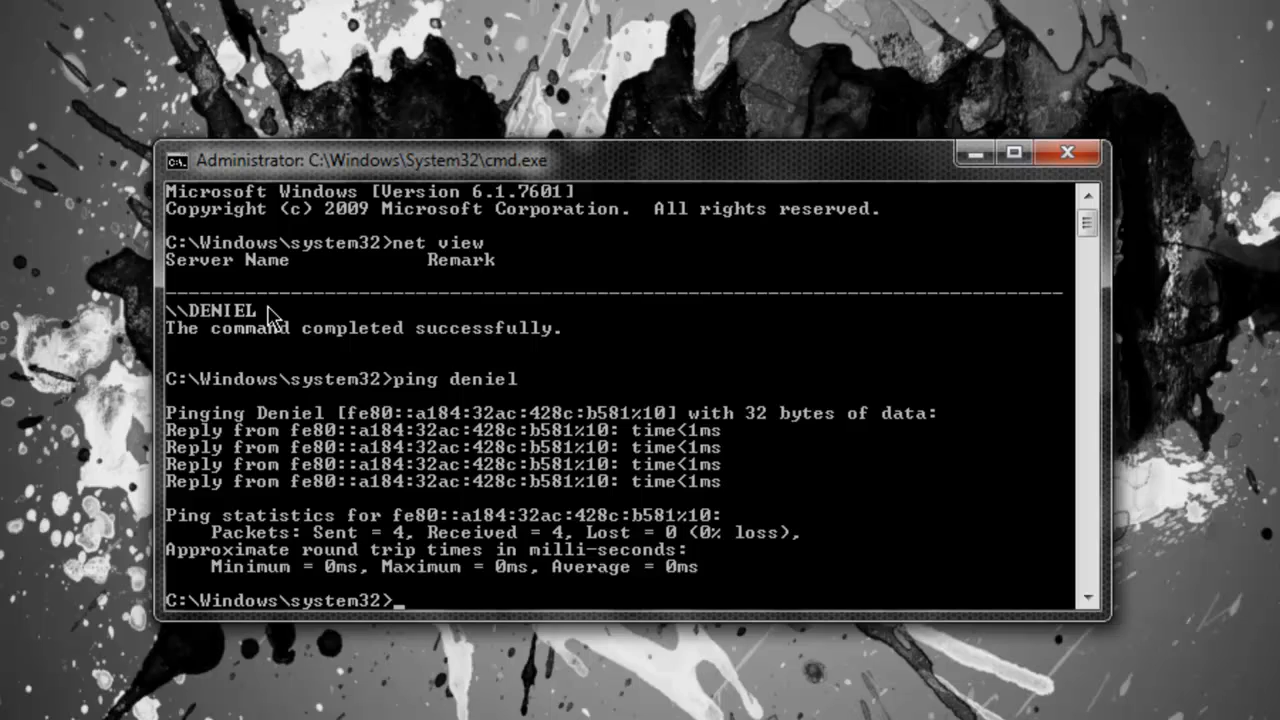 Administrator: C:\Windows\System32\cmd.exe
Microsoft Windows [Version 6.1.7601]
Copyright (c) 2009 Microsoft Corporation.  All rights reserved.
C:\Windows\system32>net view
Server Name            Remark
-------------------------------------------------------------------------------
\\DENIEL
The command completed successfully.
C:\Windows\system32>ping deniel
Pinging Deniel [fe80::a184:32ac:428c:b581%10] with 32 bytes of data:
Reply from fe80::a184:32ac:428c:b581%10: time<1ms
Reply from fe80::a184:32ac:428c:b581%10: time<1ms
Reply from fe80::a184:32ac:428c:b581%10: time<1ms
Reply from fe80::a184:32ac:428c:b581%10: time<1ms
Ping statistics for fe80::a184:32ac:428c:b581%10:
    Packets: Sent = 4, Received = 4, Lost = 0 (0% loss),
Approximate round trip times in milli-seconds:
    Minimum = 0ms, Maximum = 0ms, Average = 0ms
C:\Windows\system32>_